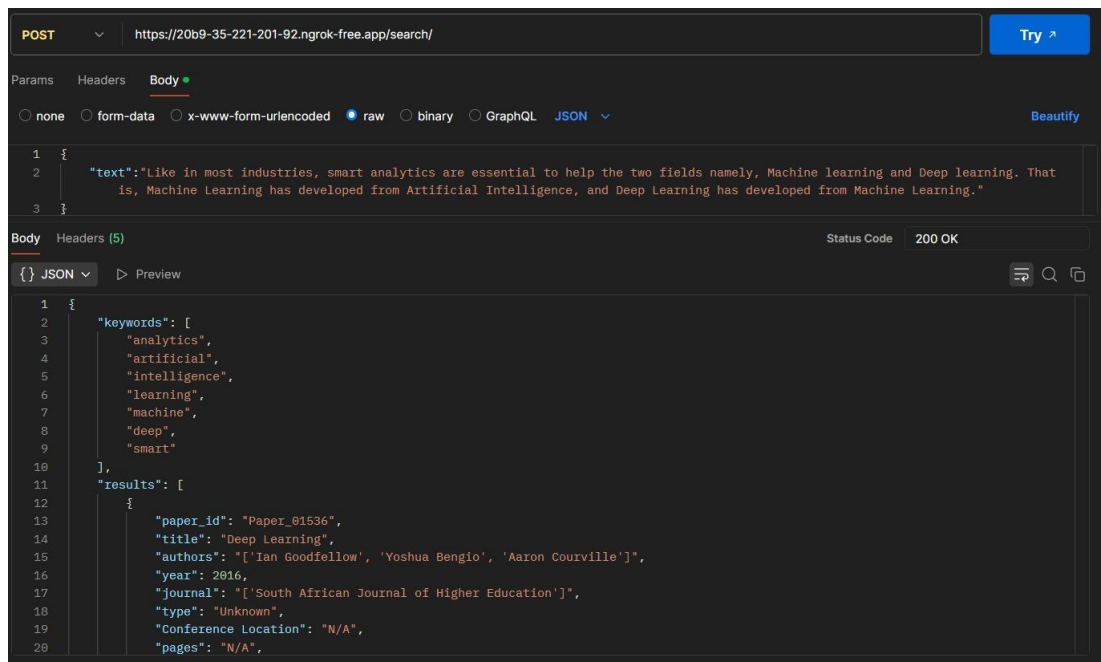 POST https://20b9-35-221-201-92.ngrok-free.app/search/ Try ↗
Params Headers Body
none form-data x-www-form-urlencoded raw binary GraphQL JSON Beautify
1 {
2 "text":"Like in most industries, smart analytics are essential to help the two fields namely, Machine learning and Deep learning. That
is, Machine Learning has developed from Artificial Intelligence, and Deep Learning has developed from Machine Learning."
3 }
Body Headers (5) Status Code 200 OK
{} JSON Preview
1 {
2 "keywords": [
3 "analytics",
4 "artificial",
5 "intelligence",
6 "learning",
7 "machine",
8 "deep",
9 "smart"
10 ],
11 "results": [
12 {
13 "paper_id": "Paper_01536",
14 "title": "Deep Learning",
15 "authors": "['Ian Goodfellow', 'Yoshua Bengio', 'Aaron Courville']",
16 "year": 2016,
17 "journal": "['South African Journal of Higher Education']",
18 "type": "Unknown",
19 "Conference Location": "N/A",
20 "pages": "N/A",